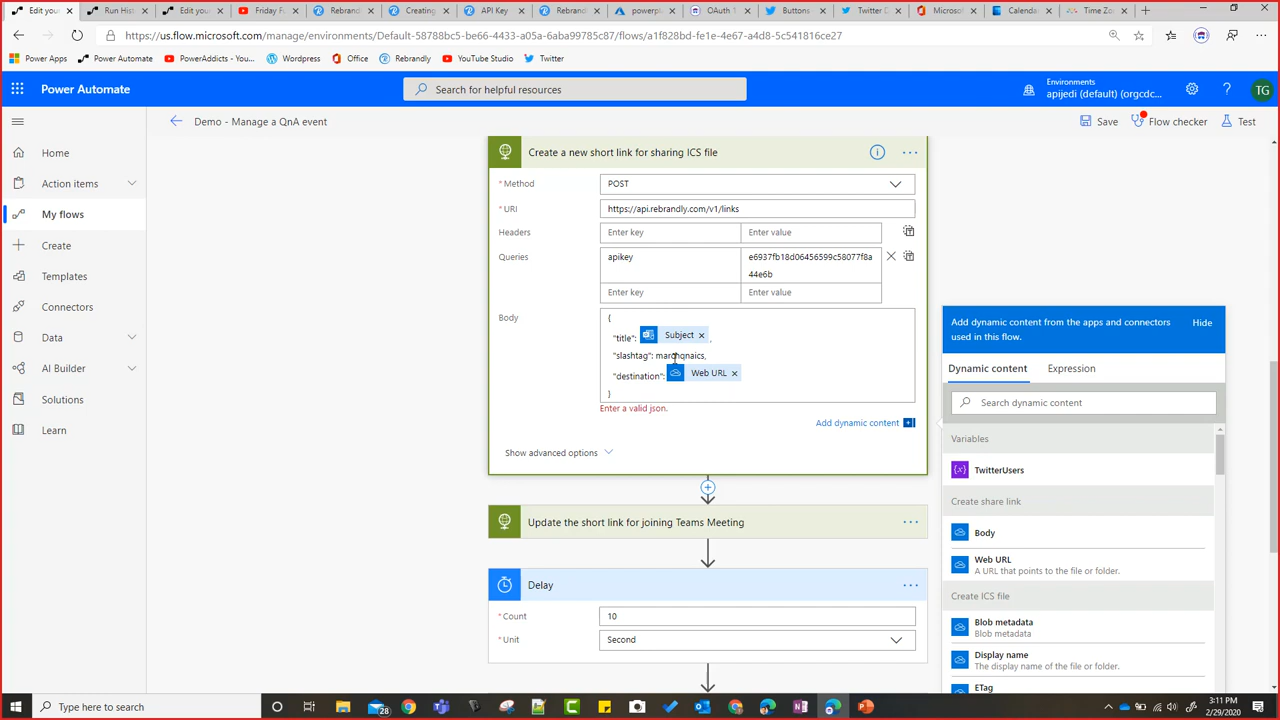 Edit your
Run Hist
Edit your
Friday Fu
Rebrandl
Creating
API Key
Rebrandl
powerplu
OAuth 1
Buttons
Twitter D
Microso
Calenda
Time Zo
https://us.flow.microsoft.com/manage/environments/Default-58788bc5-be66-4433-a05a-6aba99785c87/flows/a1f828bd-fe1e-4e67-a4d8-5c541816ce27
Power Apps
Power Automate
PowerAddicts - You...
Wordpress
Office
Rebrandly
YouTube Studio
Twitter
Power Automate
Search for helpful resources
Environments
apijedi (default) (orgcdc...
?
TG
Demo - Manage a QnA event
Save
Flow checker
Test
Home
Action items
My flows
Create
Templates
Connectors
Data
AI Builder
Solutions
Learn
Create a new short link for sharing ICS file
* Method
POST
* URI
https://api.rebrandly.com/v1/links
Headers
Enter key
Enter value
Queries
apikey
e6937fb18d06456599c58077f8a
44e6b
Enter key
Enter value
Body
{
"title": Subject ,
"slashtag": marchqnaics,
"destination": Web URL
}
Enter a valid json.
Add dynamic content
Show advanced options
Update the short link for joining Teams Meeting
Delay
* Count
10
* Unit
Second
Add dynamic content from the apps and connectors
used in this flow.
Hide
Dynamic content
Expression
Search dynamic content
Variables
TwitterUsers
Create share link
Body
Web URL
A URL that points to the file or folder.
Create ICS file
Blob metadata
Blob metadata
Display name
The display name of the file or folder.
ETag
Type here to search
28
3:11 PM
2/29/2020